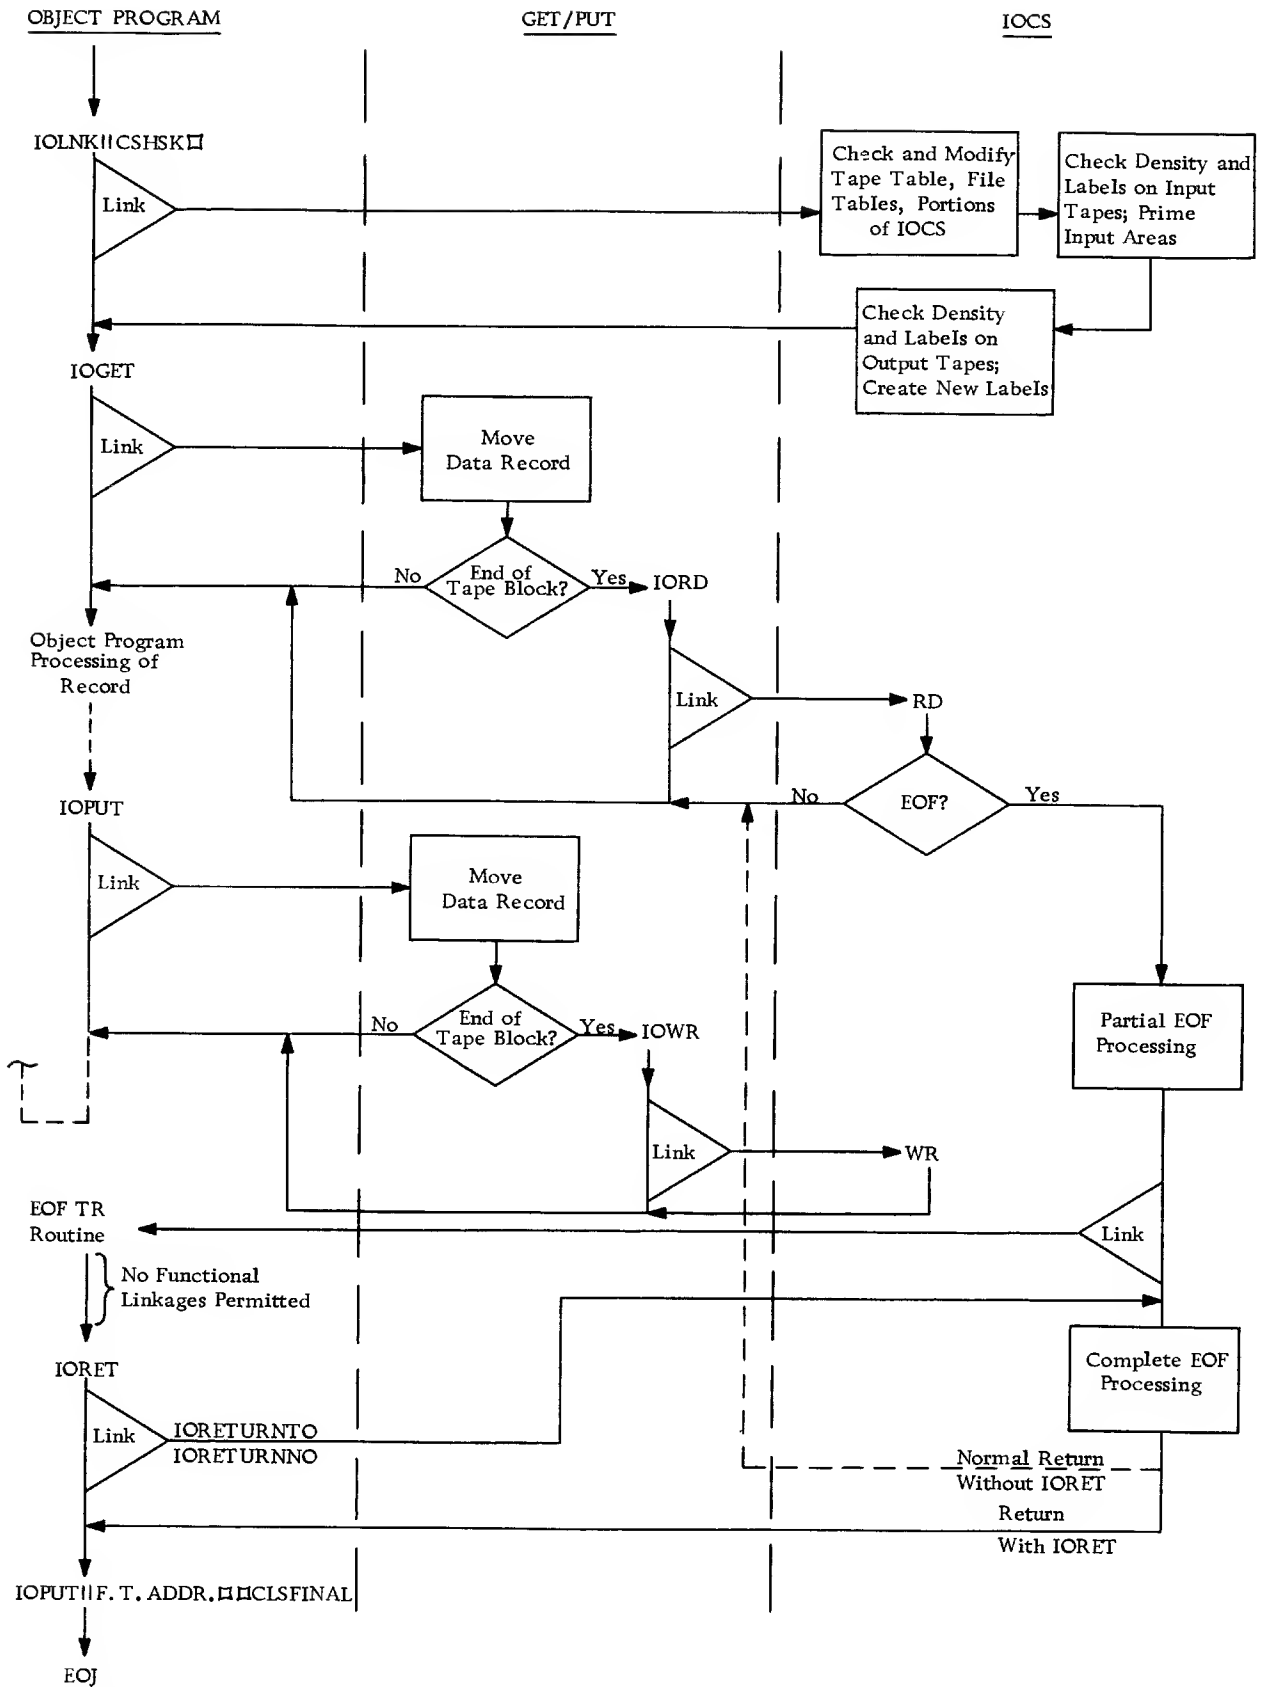 OBJECT PROGRAM
GET/PUT
IOCS
IOLNK||CSHSK⌑
Link
Check and Modify
Tape Table, File
Tables, Portions
of IOCS
Check Density and
Labels on Input
Tapes; Prime
Input Areas
Check Density
and Labels on
Output Tapes;
Create New Labels
IOGET
Link
Move
Data Record
End of
Tape Block?
No
Yes
IORD
Object Program
Processing of
Record
Link
RD
EOF?
No
Yes
IOPUT
Link
Move
Data Record
End of
Tape Block?
No
Yes
IOWR
Partial EOF
Processing
Link
WR
EOF TR
Routine
Link
No Functional
Linkages Permitted
IORET
Link
IORETURNTO
IORETURNNO
Complete EOF
Processing
Normal Return
Without IORET
Return
With IORET
IOPUT||F. T. ADDR.⌑⌑CLSFINAL
EOJ